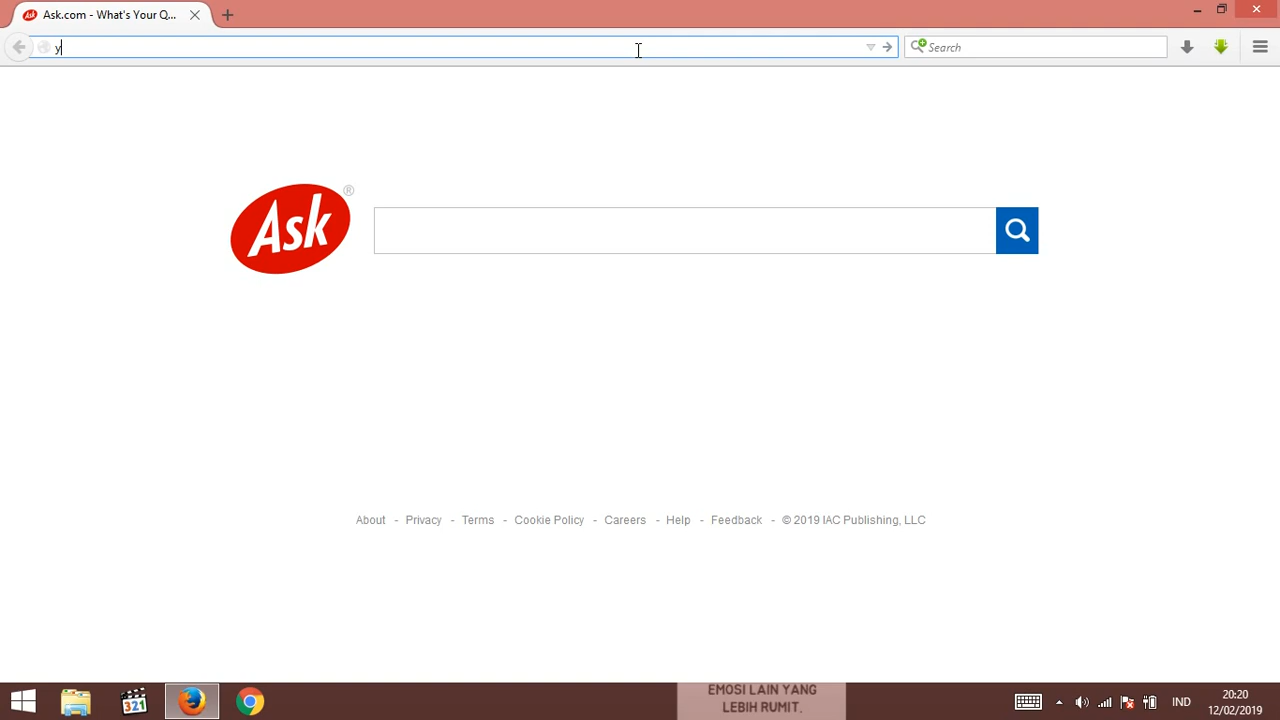 Ask.com - What's Your Q...
y
Search
Ask®
About - Privacy - Terms - Cookie Policy - Careers - Help - Feedback - © 2019 IAC Publishing, LLC
321
EMOSI LAIN YANG
LEBIH RUMIT.
IND
20:20
12/02/2019